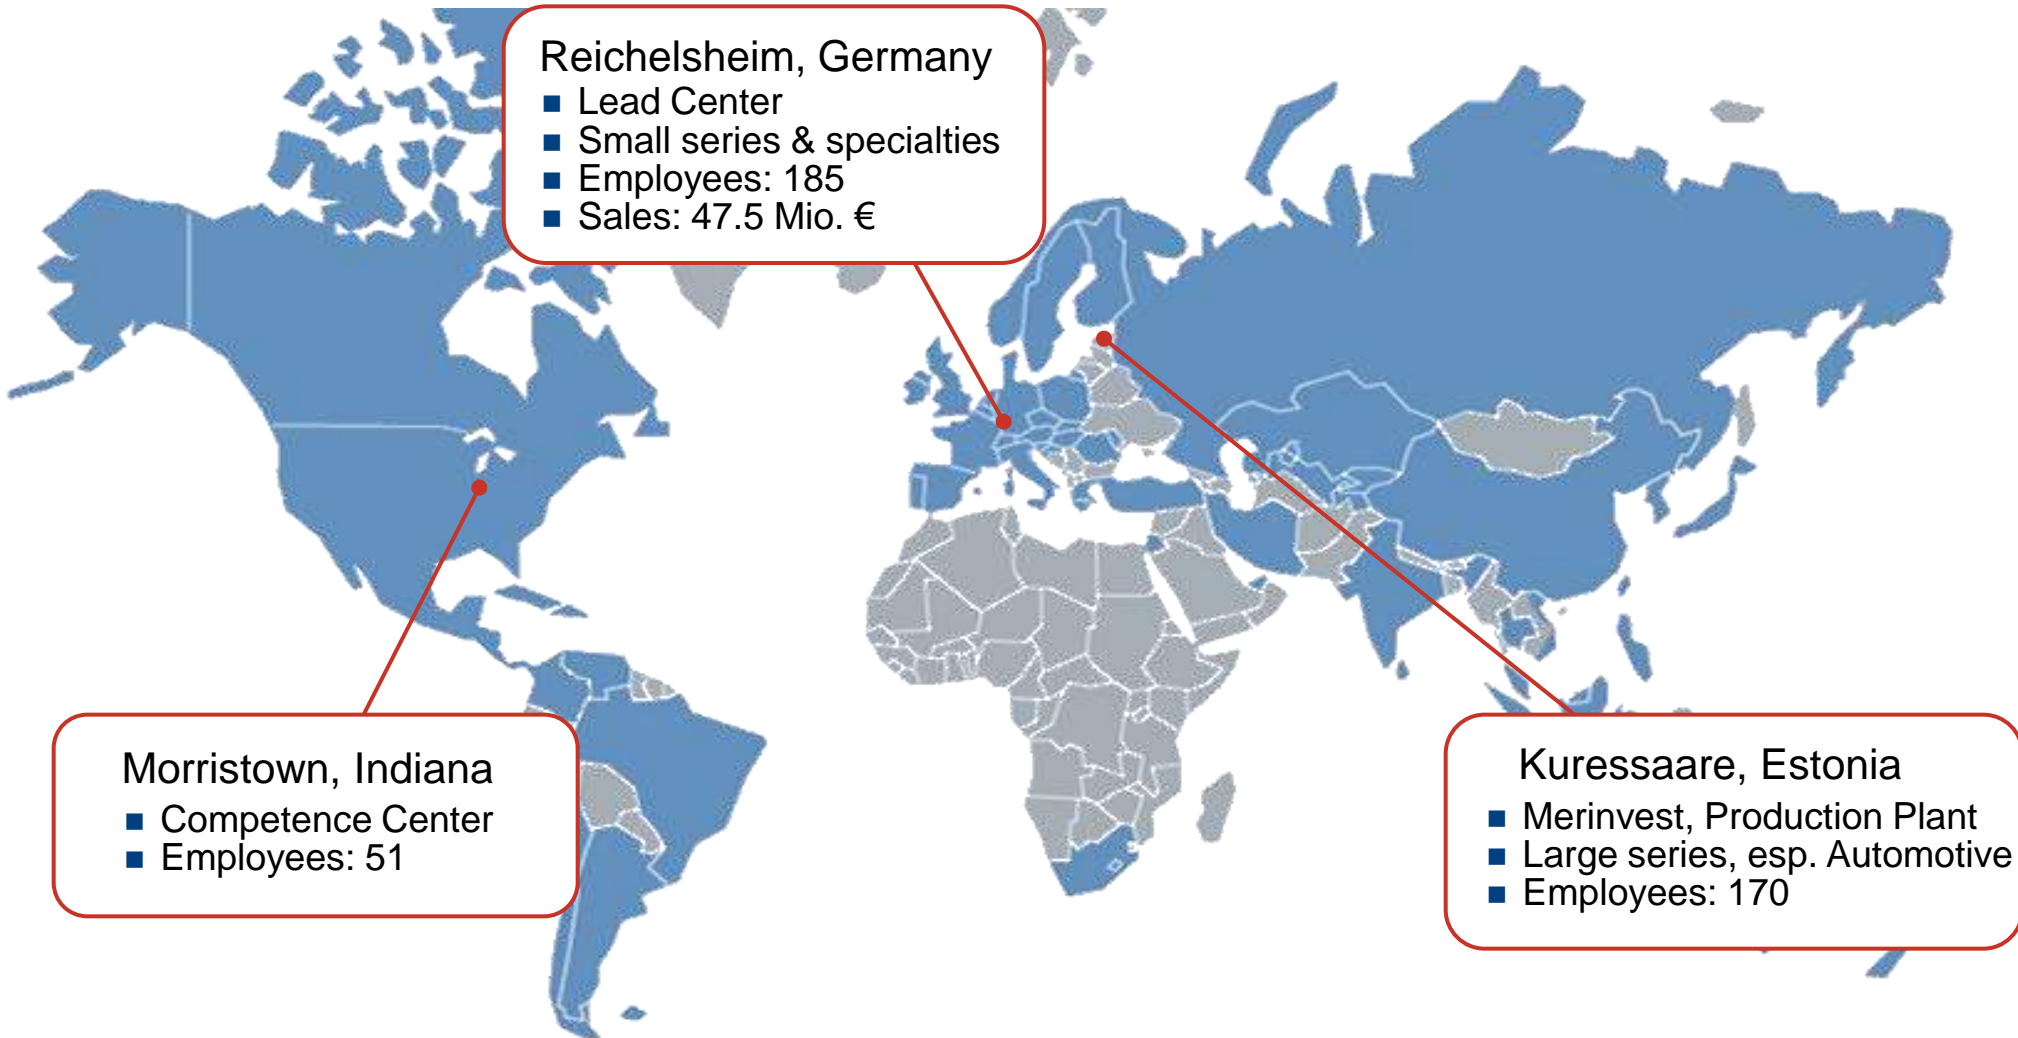 Reichelsheim, Germany
■ Lead Center
■ Small series & specialties
■ Employees: 185
■ Sales: 47.5 Mio. €
Morristown, Indiana
■ Competence Center
■ Employees: 51
Kuressaare, Estonia
■ Merinvest, Production Plant
■ Large series, esp. Automotive
■ Employees: 170